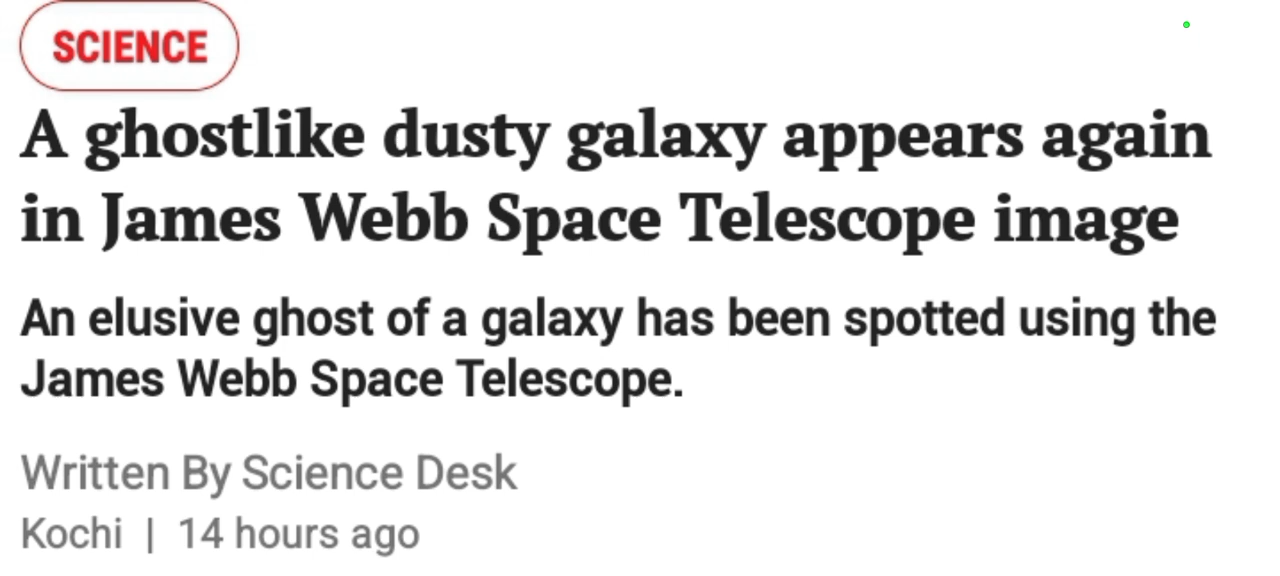 SCIENCE
A ghostlike dusty galaxy appears again
in James Webb Space Telescope image
An elusive ghost of a galaxy has been spotted using the
James Webb Space Telescope.
Written By Science Desk
Kochi | 14 hours ago